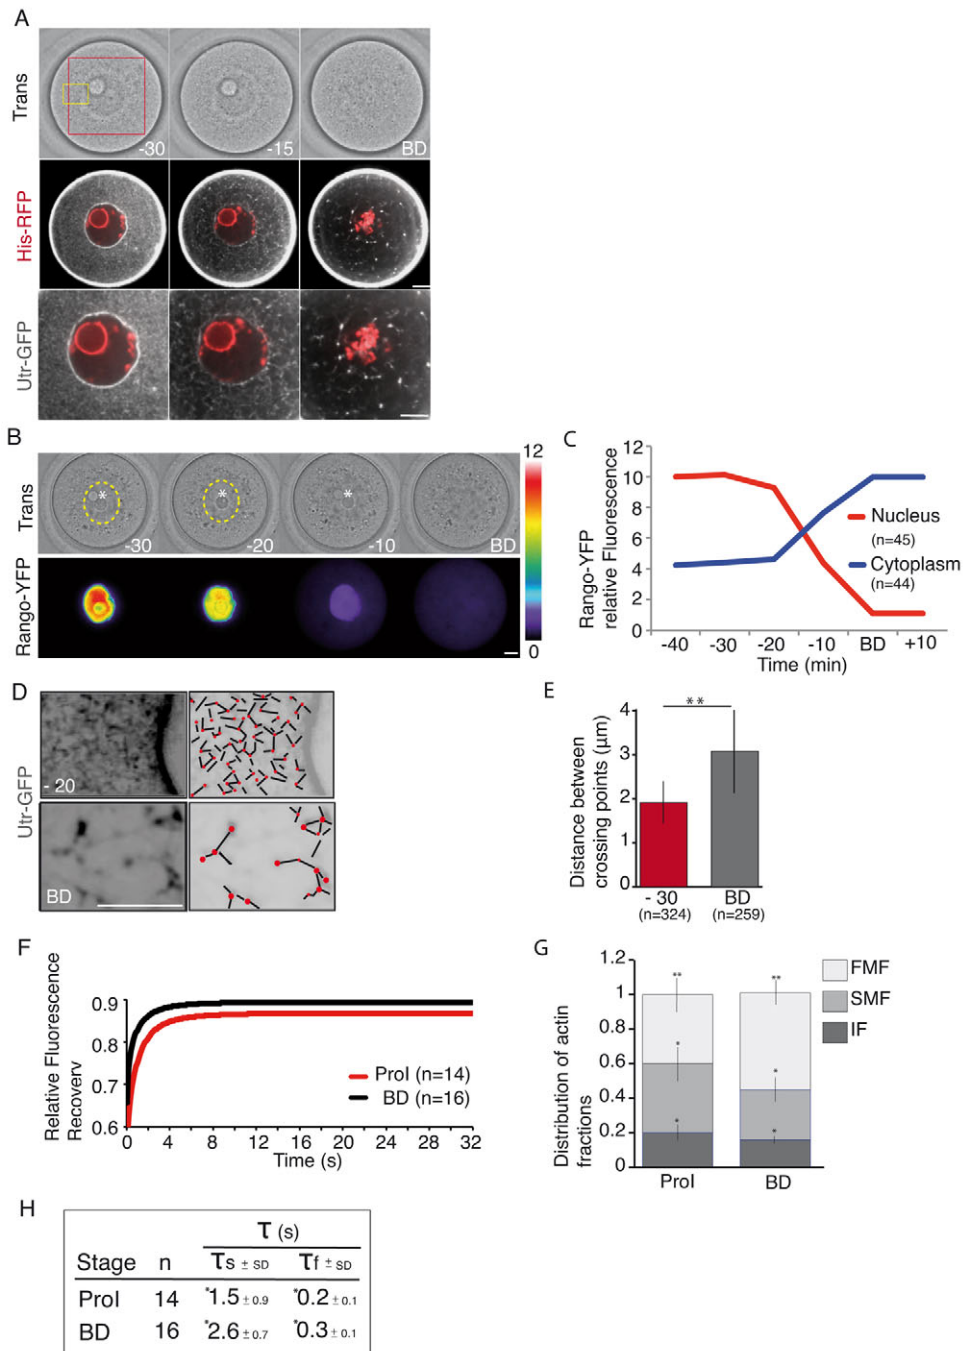 A
Trans
-30
-15
BD
His-RFP
Utr-GFP
B
Trans
-30
-20
-10
BD
Rango-YFP
12
0
C
Rango-YFP
relative Fluorescence
12
10
8
6
4
2
0
Nucleus
(n=45)
Cytoplasm
(n=44)
-40 -30 -20 -10 BD +10
Time (min)
D
Utr-GFP
- 20
BD
E
Distance between
crossing points (µm)
4
3
2
1
0
**
- 30 BD
(n=324) (n=259)
F
Relative Fluorescence
Recovery
0.9
0.8
0.7
0.6
ProI (n=14)
BD (n=16)
0 4 8 12 16 20 24 28 32
Time (s)
G
Distribution of actin
fractions
1.2
1
0.8
0.6
0.4
0.2
0
** **
* *
* *
FMF
SMF
IF
ProI BD
H
τ (s)
Stage n τs ± SD τf ± SD
ProI 14 *1.5 ± 0.9 *0.2 ± 0.1
BD 16 *2.6 ± 0.7 *0.3 ± 0.1